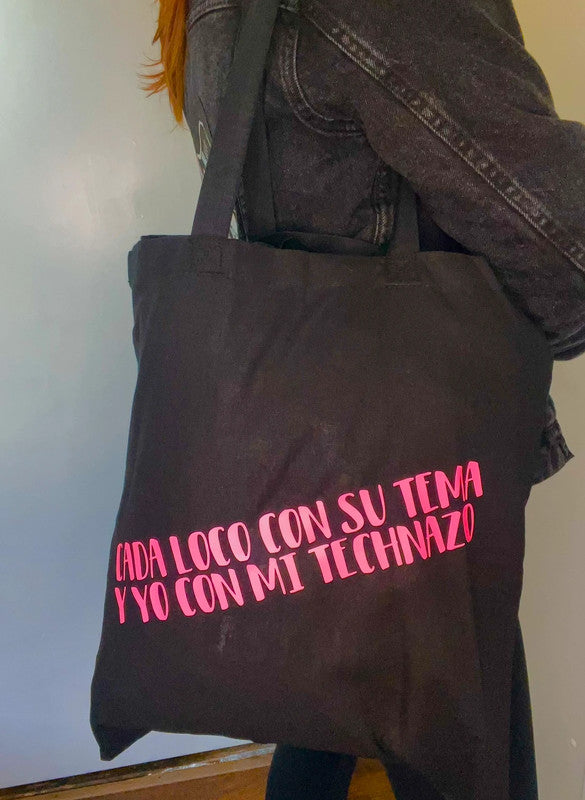 CADA LOCO CON SU TEMA
Y YO CON MI TECHNAZO